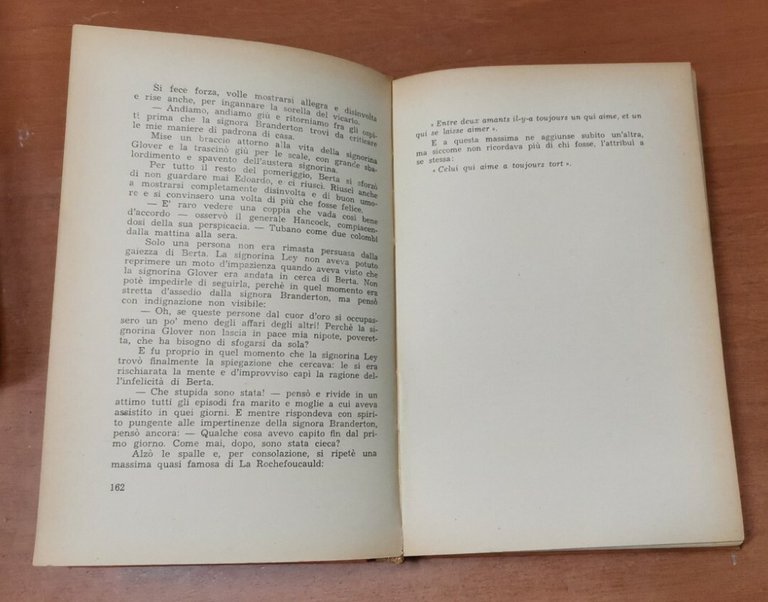 Si fece forza, volle mostrarsi allegra e disinvolta
e rise anche, per ingannare la sorella del vicario.
— Andiamo, andiamo giù e ritorniamo fra gli ospi-
ti prima che la signora Branderton trovi da criticare
le mie maniere di padrona di casa.
Mise un braccio attorno alla vita della signorina
Glover e la trascinò giù per le scale, con grande sba-
lordimento e spavento dell'austera signorina.
Per tutto il resto del pomeriggio, Berta si sforzò
di non guardare mai Edoardo, e ci riuscì. Riuscì anche
a mostrarsi completamente disinvolta e di buon umo-
re e si convinsero una volta di più che fosse felice.
— E' raro vedere una coppia che vada così bene
d'accordo — osservò il generale Hancock, compiacen-
dosi della sua perspicacia. — Tubano come due colombi
dalla mattina alla sera.
Solo una persona non era rimasta persuasa dalla
gaiezza di Berta. La signorina Ley non aveva potuto
reprimere un moto d'impazienza quando aveva visto che
la signorina Glover era andata in cerca di Berta. Non
potè impedirle di seguirla, perchè in quel momento era
stretta d'assedio dalla signora Branderton, ma pensò
con indignazione non visibile:
— Oh, se queste persone dal cuor d'oro si occupas-
sero un po' meno degli affari degli altri! Perchè la si-
gnorina Glover non lascia in pace mia nipote, poveret-
ta, che ha bisogno di sfogarsi da sola?
E fu proprio in quel momento che la signorina Ley
trovò finalmente la spiegazione che cercava: le si era
rischiarata la mente e d'improvviso capì la ragione del-
l'infelicità di Berta.
— Che stupida sono stata! — pensò e rivide in un
attimo tutti gli episodi fra marito e moglie a cui aveva
assistito in quei giorni. E mentre rispondeva con spiri-
to pungente alle impertinenze della signora Branderton,
pensò ancora: — Qualche cosa avevo capito fin dal pri-
mo giorno. Come mai, dopo, sono stata cieca?
Alzò le spalle e, per consolazione, si ripetè una
massima quasi famosa di La Rochefoucauld:
162
« Entre deux amants il-y-a toujours un qui aime, et un
qui se laisse aimer ».
E a questa massima ne aggiunse subito un'altra,
ma siccome non ricordava più di chi fosse, l'attribuì a
se stessa:
« Celui qui aime a toujours tort ».